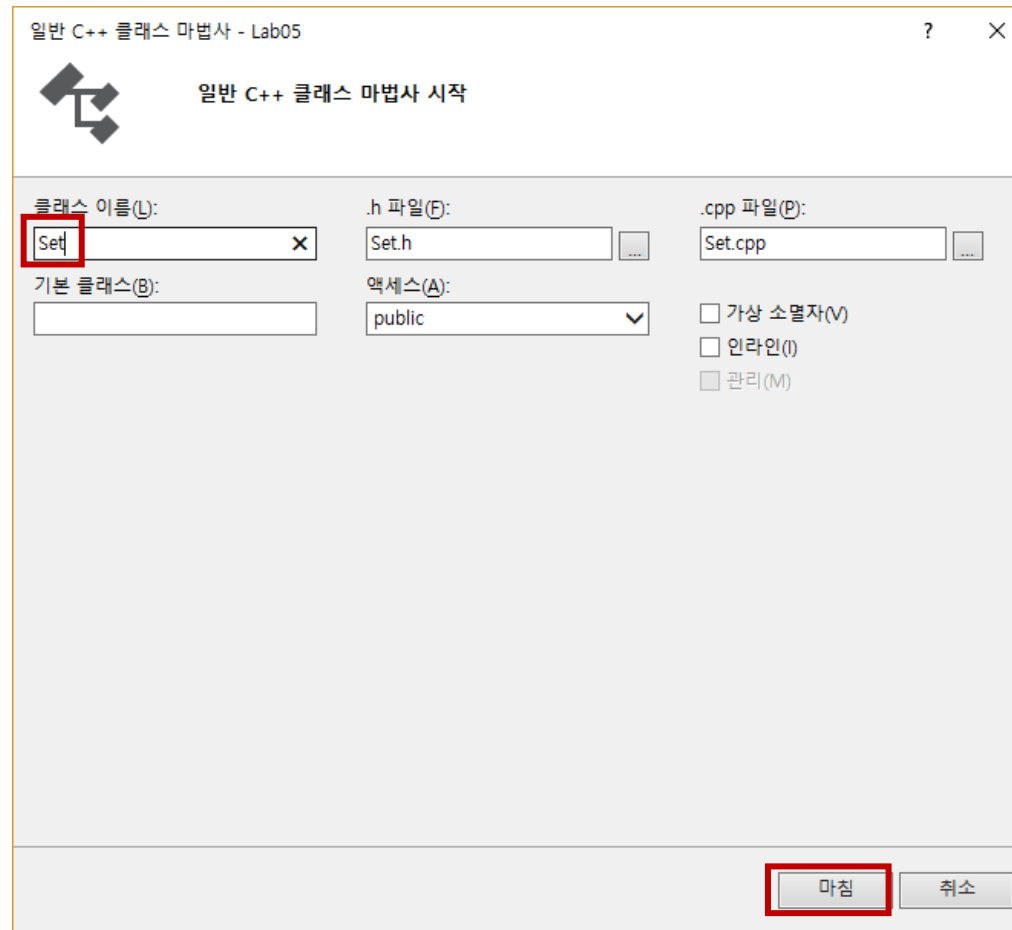 일반 C++ 클래스 마법사 - Lab05
?
일반 C++ 클래스 마법사 시작
클래스 이름(L): .h 파일(F): .cpp 파일(P):
Set Set.h ... Set.cpp ...
기본 클래스(B): 액세스(A):
public 가상 소멸자(V)
인라인(I)
관리(M)
마침 취소